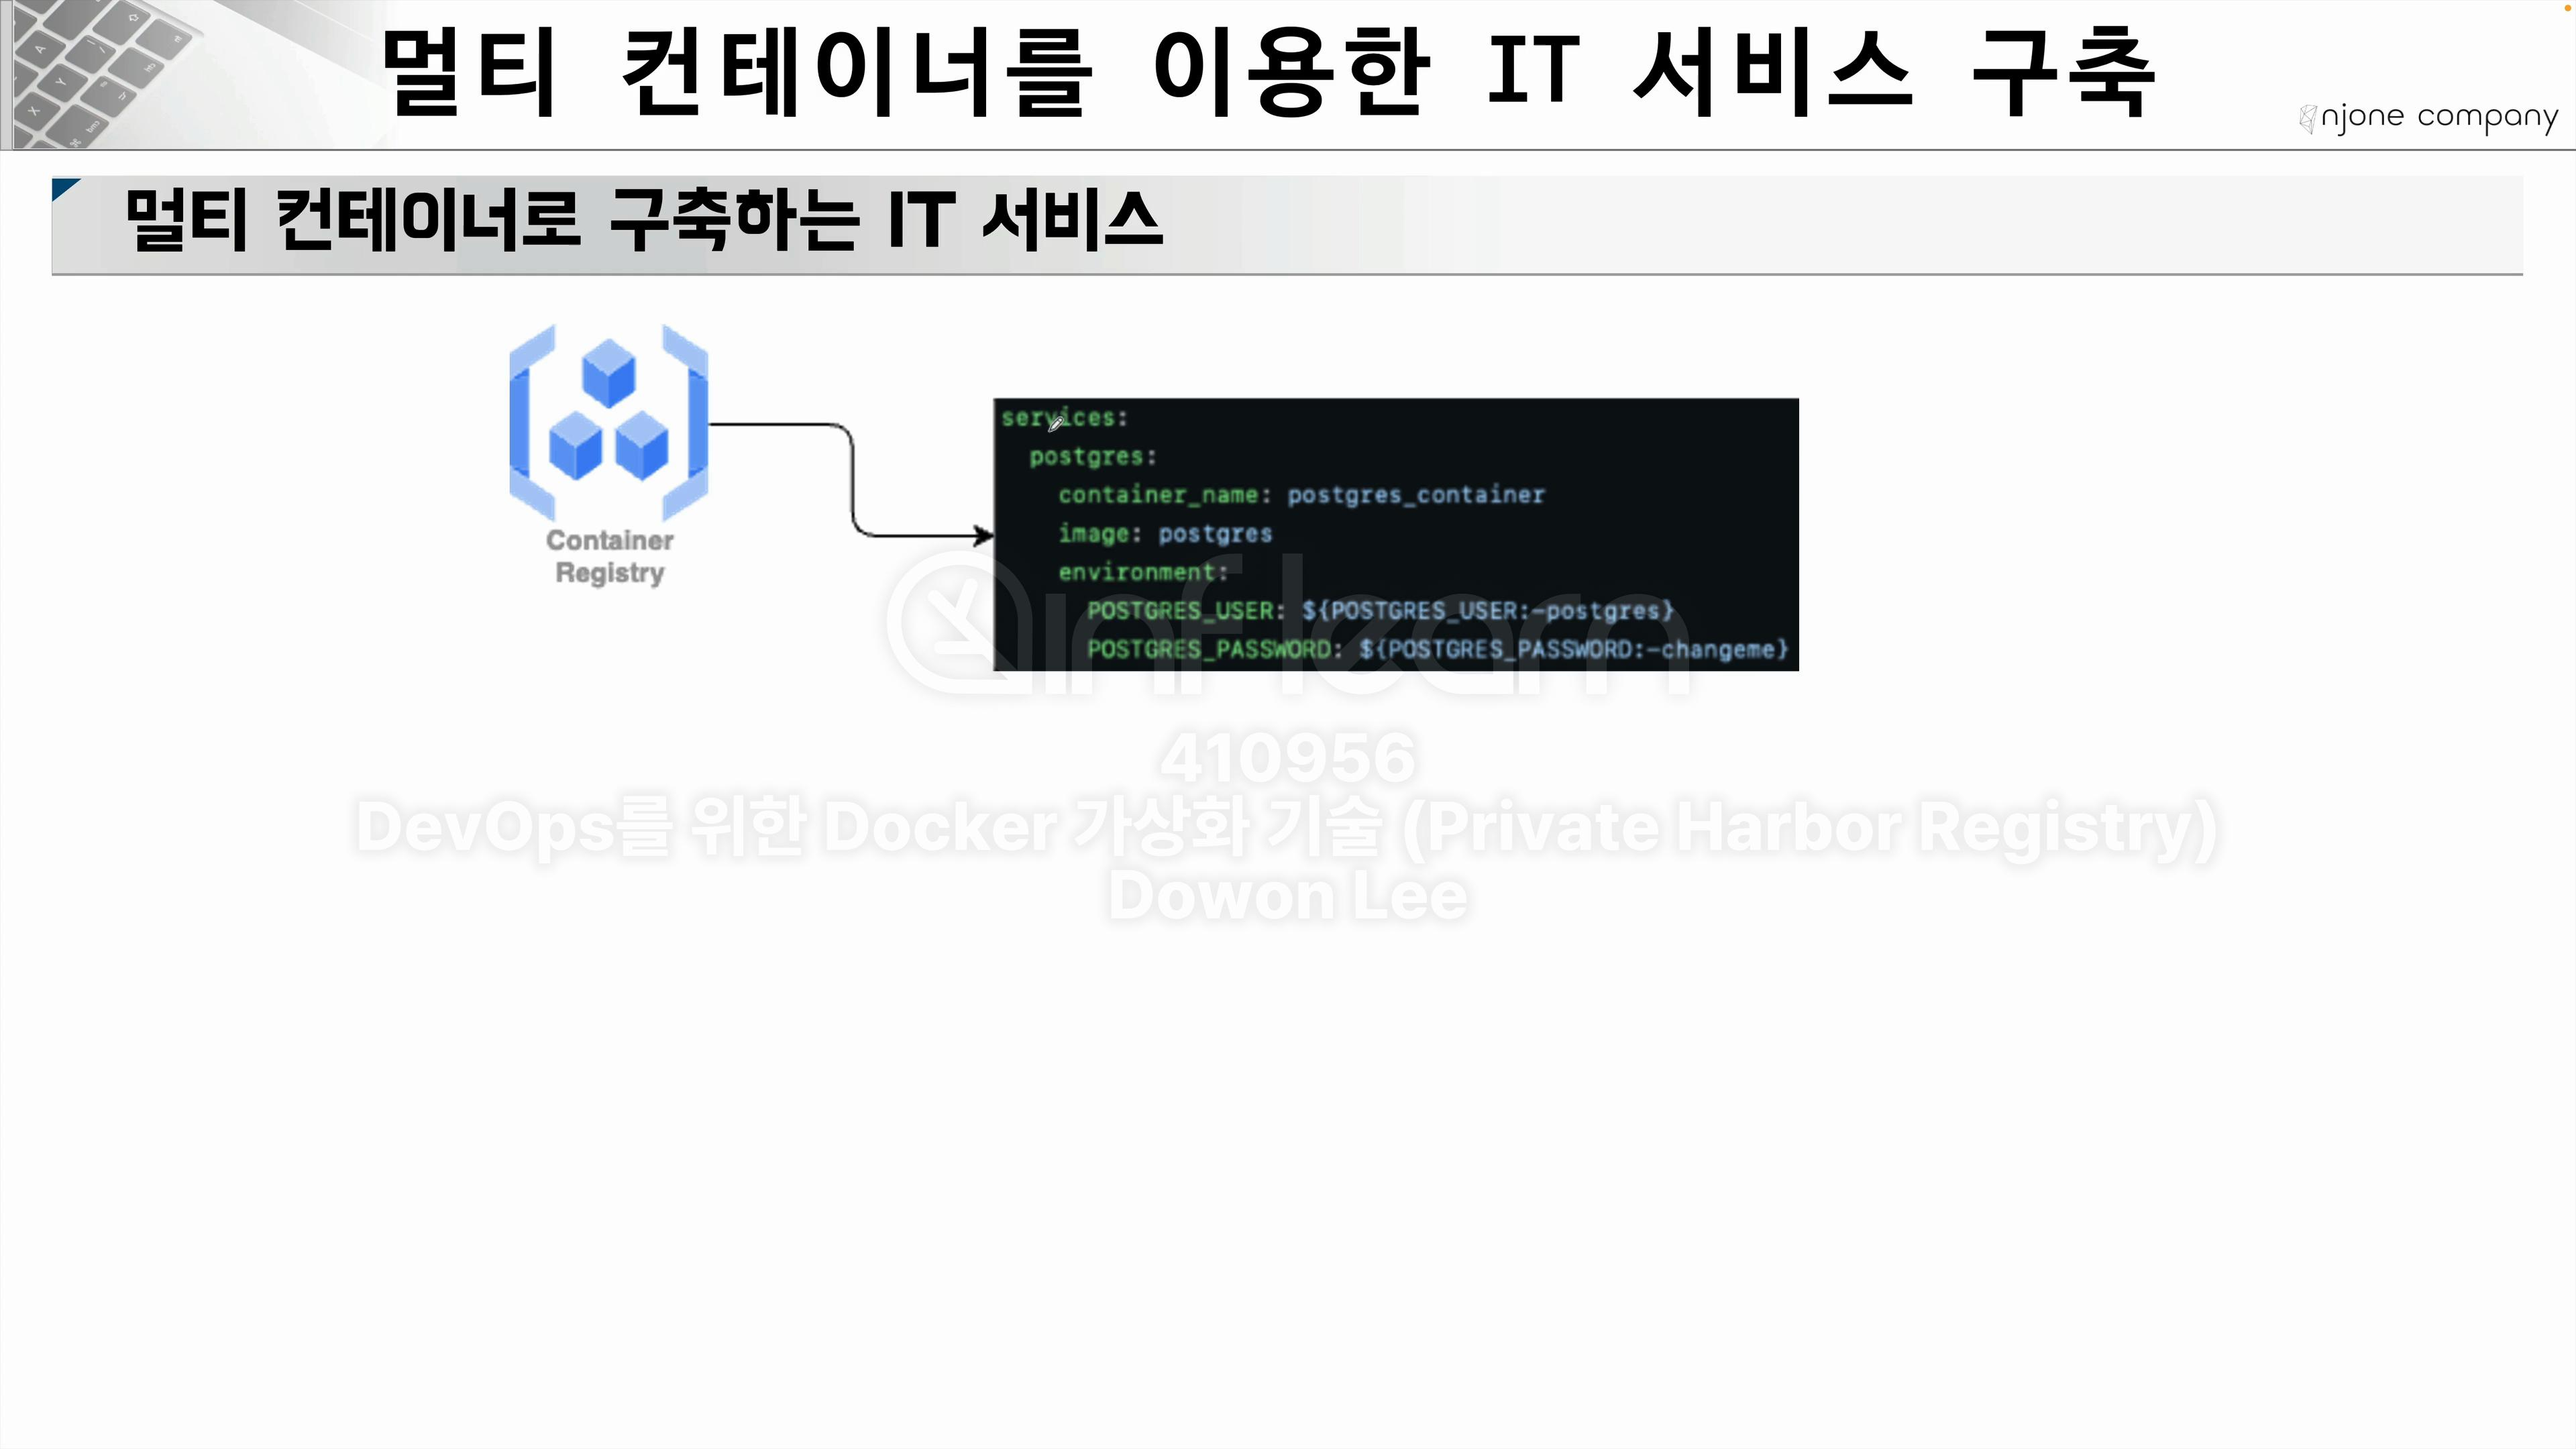 멀티 컨테이너를 이용한 IT 서비스 구축
njone company
멀티 컨테이너로 구축하는 IT 서비스
Container
Registry
services:
postgres:
container_name: postgres_container
image: postgres
environment:
POSTGRES_USER: ${POSTGRES_USER:-postgres}
POSTGRES_PASSWORD: ${POSTGRES_PASSWORD:-changeme}
inflearn
410956
DevOps를 위한 Docker 가상화 기술 (Private Harbor Registry)
Dowon Lee